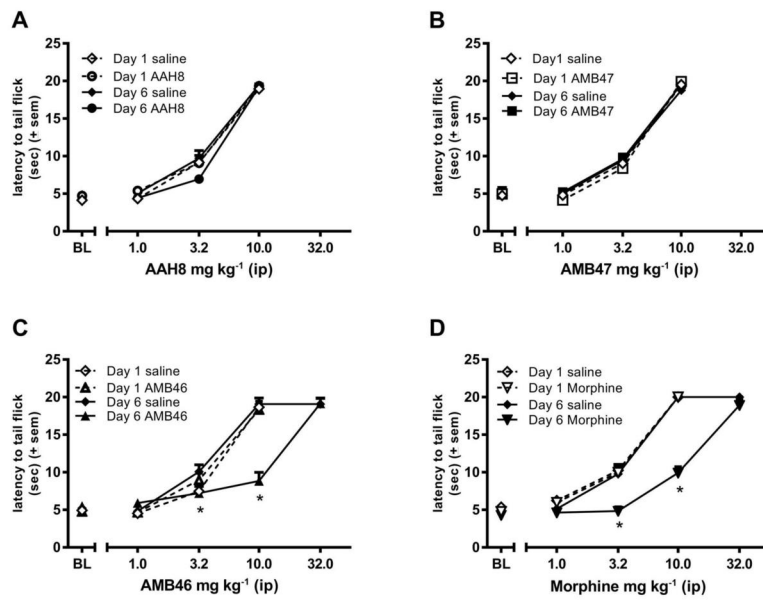 A
latency to tail flick
(sec) (+ sem)
25
20
15
10
5
0
Day 1 saline
Day 1 AAH8
Day 6 saline
Day 6 AAH8
BL
1.0
3.2
10.0
32.0
AAH8 mg kg-1 (ip)
B
latency to tail flick
(sec) (+ sem)
25
20
15
10
5
0
Day1 saline
Day 1 AMB47
Day 6 saline
Day 6 AMB47
BL
1.0
3.2
10.0
32.0
AMB47 mg kg-1 (ip)
C
latency to tail flick
(sec) (+ sem)
25
20
15
10
5
0
Day 1 saline
Day 1 AMB46
Day 6 saline
Day 6 AMB46
*
*
BL
1.0
3.2
10.0
32.0
AMB46 mg kg-1 (ip)
D
latency to tail flick
(sec) (+ sem)
25
20
15
10
5
0
Day 1 saline
Day 1 Morphine
Day 6 saline
Day 6 Morphine
*
*
BL
1.0
3.2
10.0
32.0
Morphine mg kg-1 (ip)